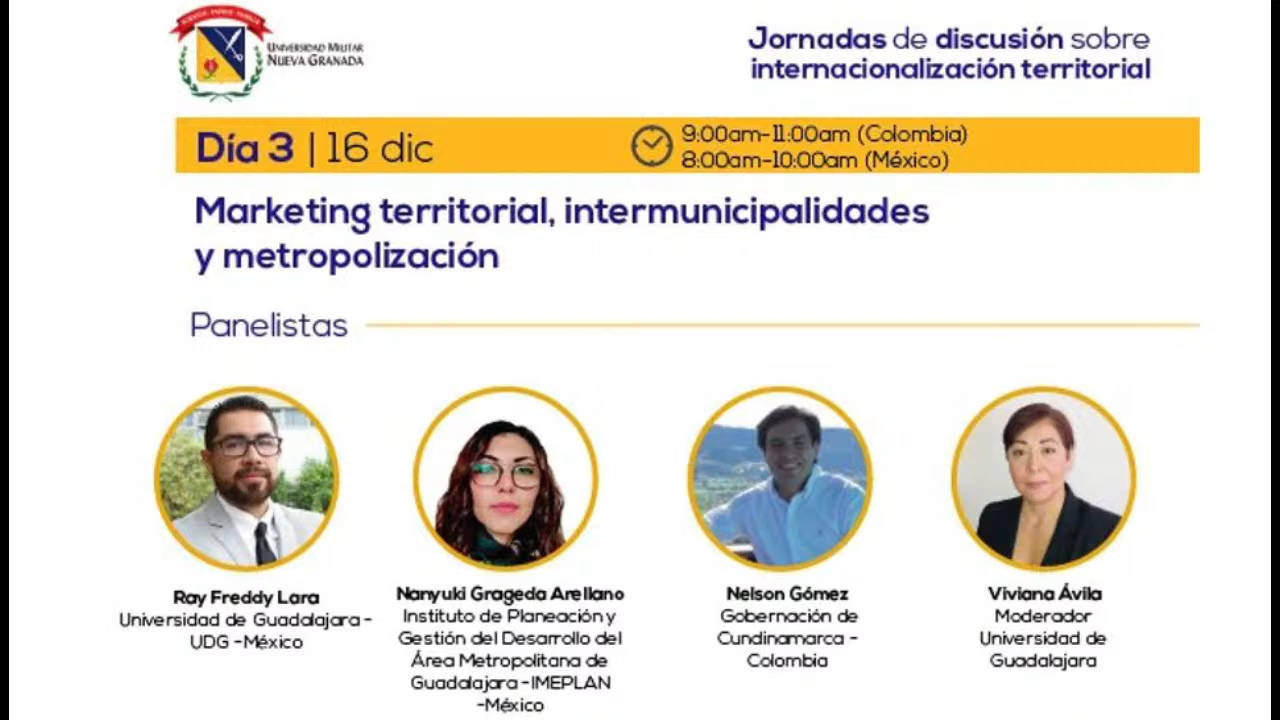 Universidad Militar
Nueva Granada
Jornadas de discusión sobre
internacionalización territorial
Día 3 | 16 dic
9:00am-11:00am (Colombia)
8:00am-10:00am (México)
Marketing territorial, intermunicipalidades
y metropolización
Panelistas
Ray Freddy Lara
Universidad de Guadalajara -
UDG -México
Nanyuki Grageda Arellano
Instituto de Planeación y
Gestión del Desarrollo del
Área Metropolitana de
Guadalajara -IMEPLAN
-México
Nelson Gómez
Gobernación de
Cundinamarca -
Colombia
Viviana Ávila
Moderador
Universidad de
Guadalajara